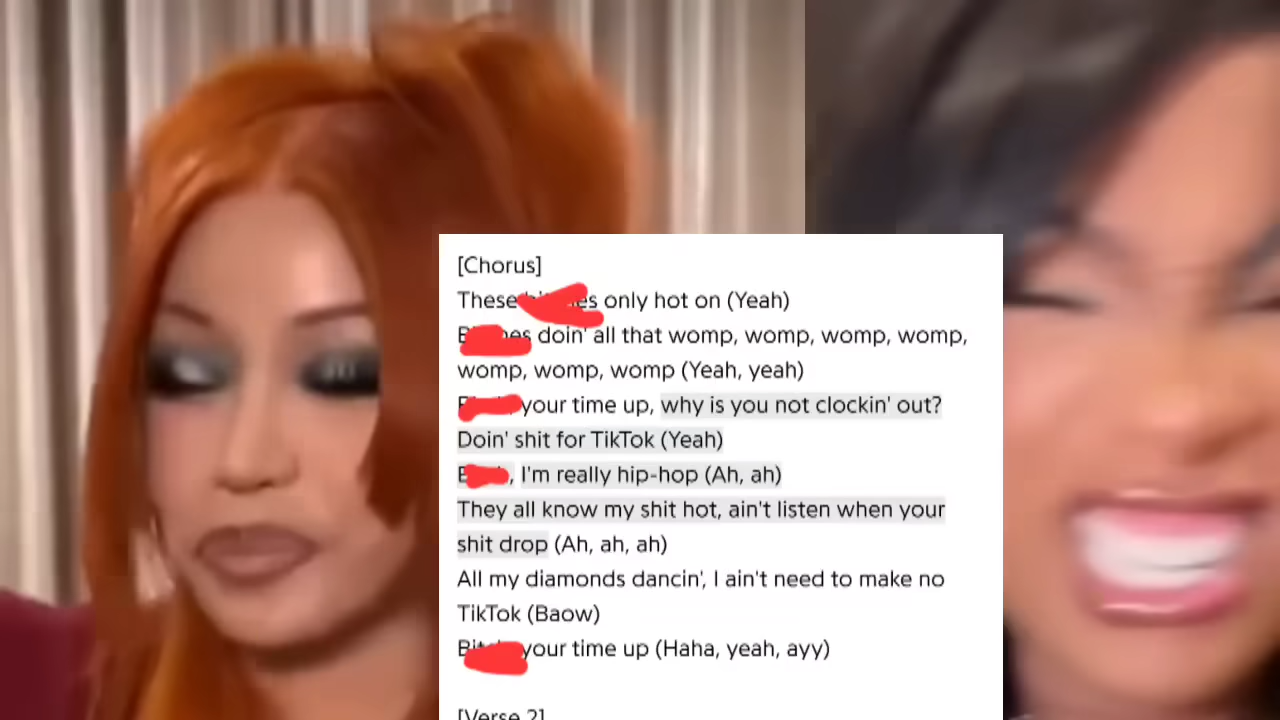 [Chorus]
These only hot on (Yeah)
doin' all that womp, womp, womp, womp,
womp, womp, womp (Yeah, yeah)
your time up, why is you not clockin' out?
Doin' shit for TikTok (Yeah)
I'm really hip-hop (Ah, ah)
They all know my shit hot, ain't listen when your
shit drop (Ah, ah, ah)
All my diamonds dancin', I ain't need to make no
TikTok (Baow)
your time up (Haha, yeah, ayy)
[Verse 2]